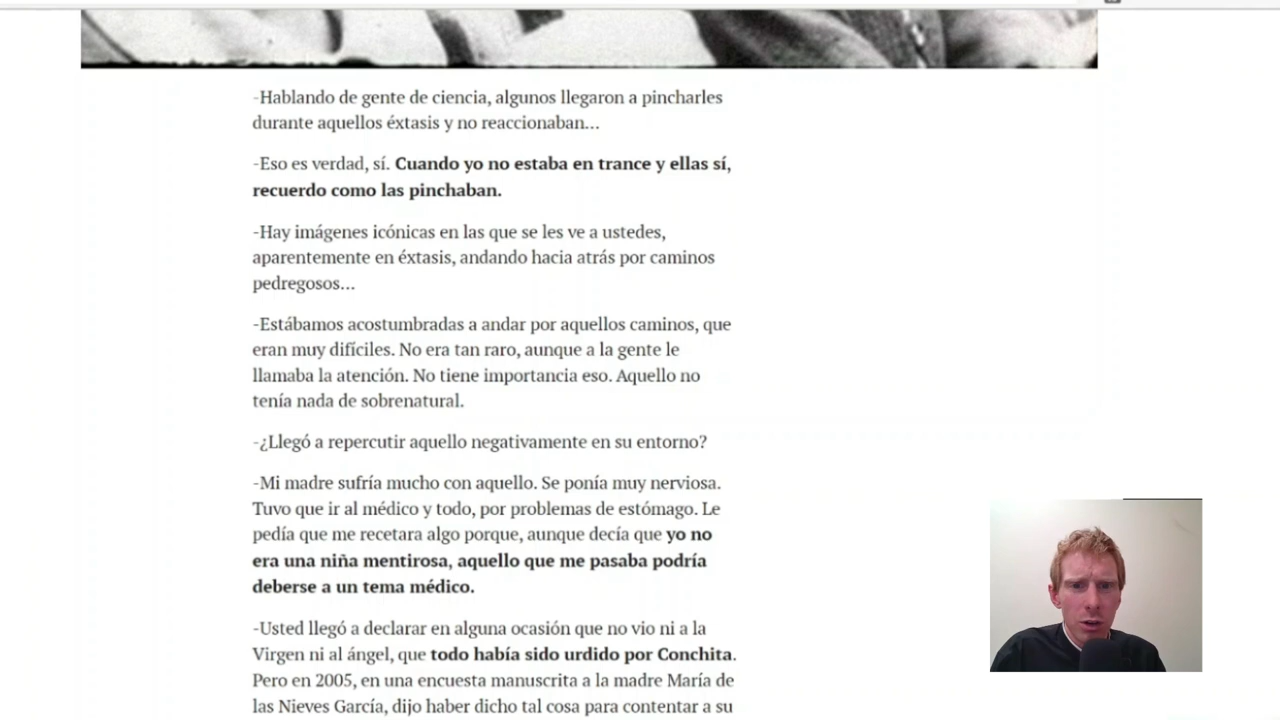 -Hablando de gente de ciencia, algunos llegaron a pincharles
durante aquellos éxtasis y no reaccionaban...
-Eso es verdad, sí. Cuando yo no estaba en trance y ellas sí,
recuerdo como las pinchaban.
-Hay imágenes icónicas en las que se les ve a ustedes,
aparentemente en éxtasis, andando hacia atrás por caminos
pedregosos...
-Estábamos acostumbradas a andar por aquellos caminos, que
eran muy difíciles. No era tan raro, aunque a la gente le
llamaba la atención. No tiene importancia eso. Aquello no
tenía nada de sobrenatural.
-¿Llegó a repercutir aquello negativamente en su entorno?
-Mi madre sufría mucho con aquello. Se ponía muy nerviosa.
Tuvo que ir al médico y todo, por problemas de estómago. Le
pedía que me recetara algo porque, aunque decía que yo no
era una niña mentirosa, aquello que me pasaba podría
deberse a un tema médico.
-Usted llegó a declarar en alguna ocasión que no vio ni a la
Virgen ni al ángel, que todo había sido urdido por Conchita.
Pero en 2005, en una encuesta manuscrita a la madre María de
las Nieves García, dijo haber dicho tal cosa para contentar a su